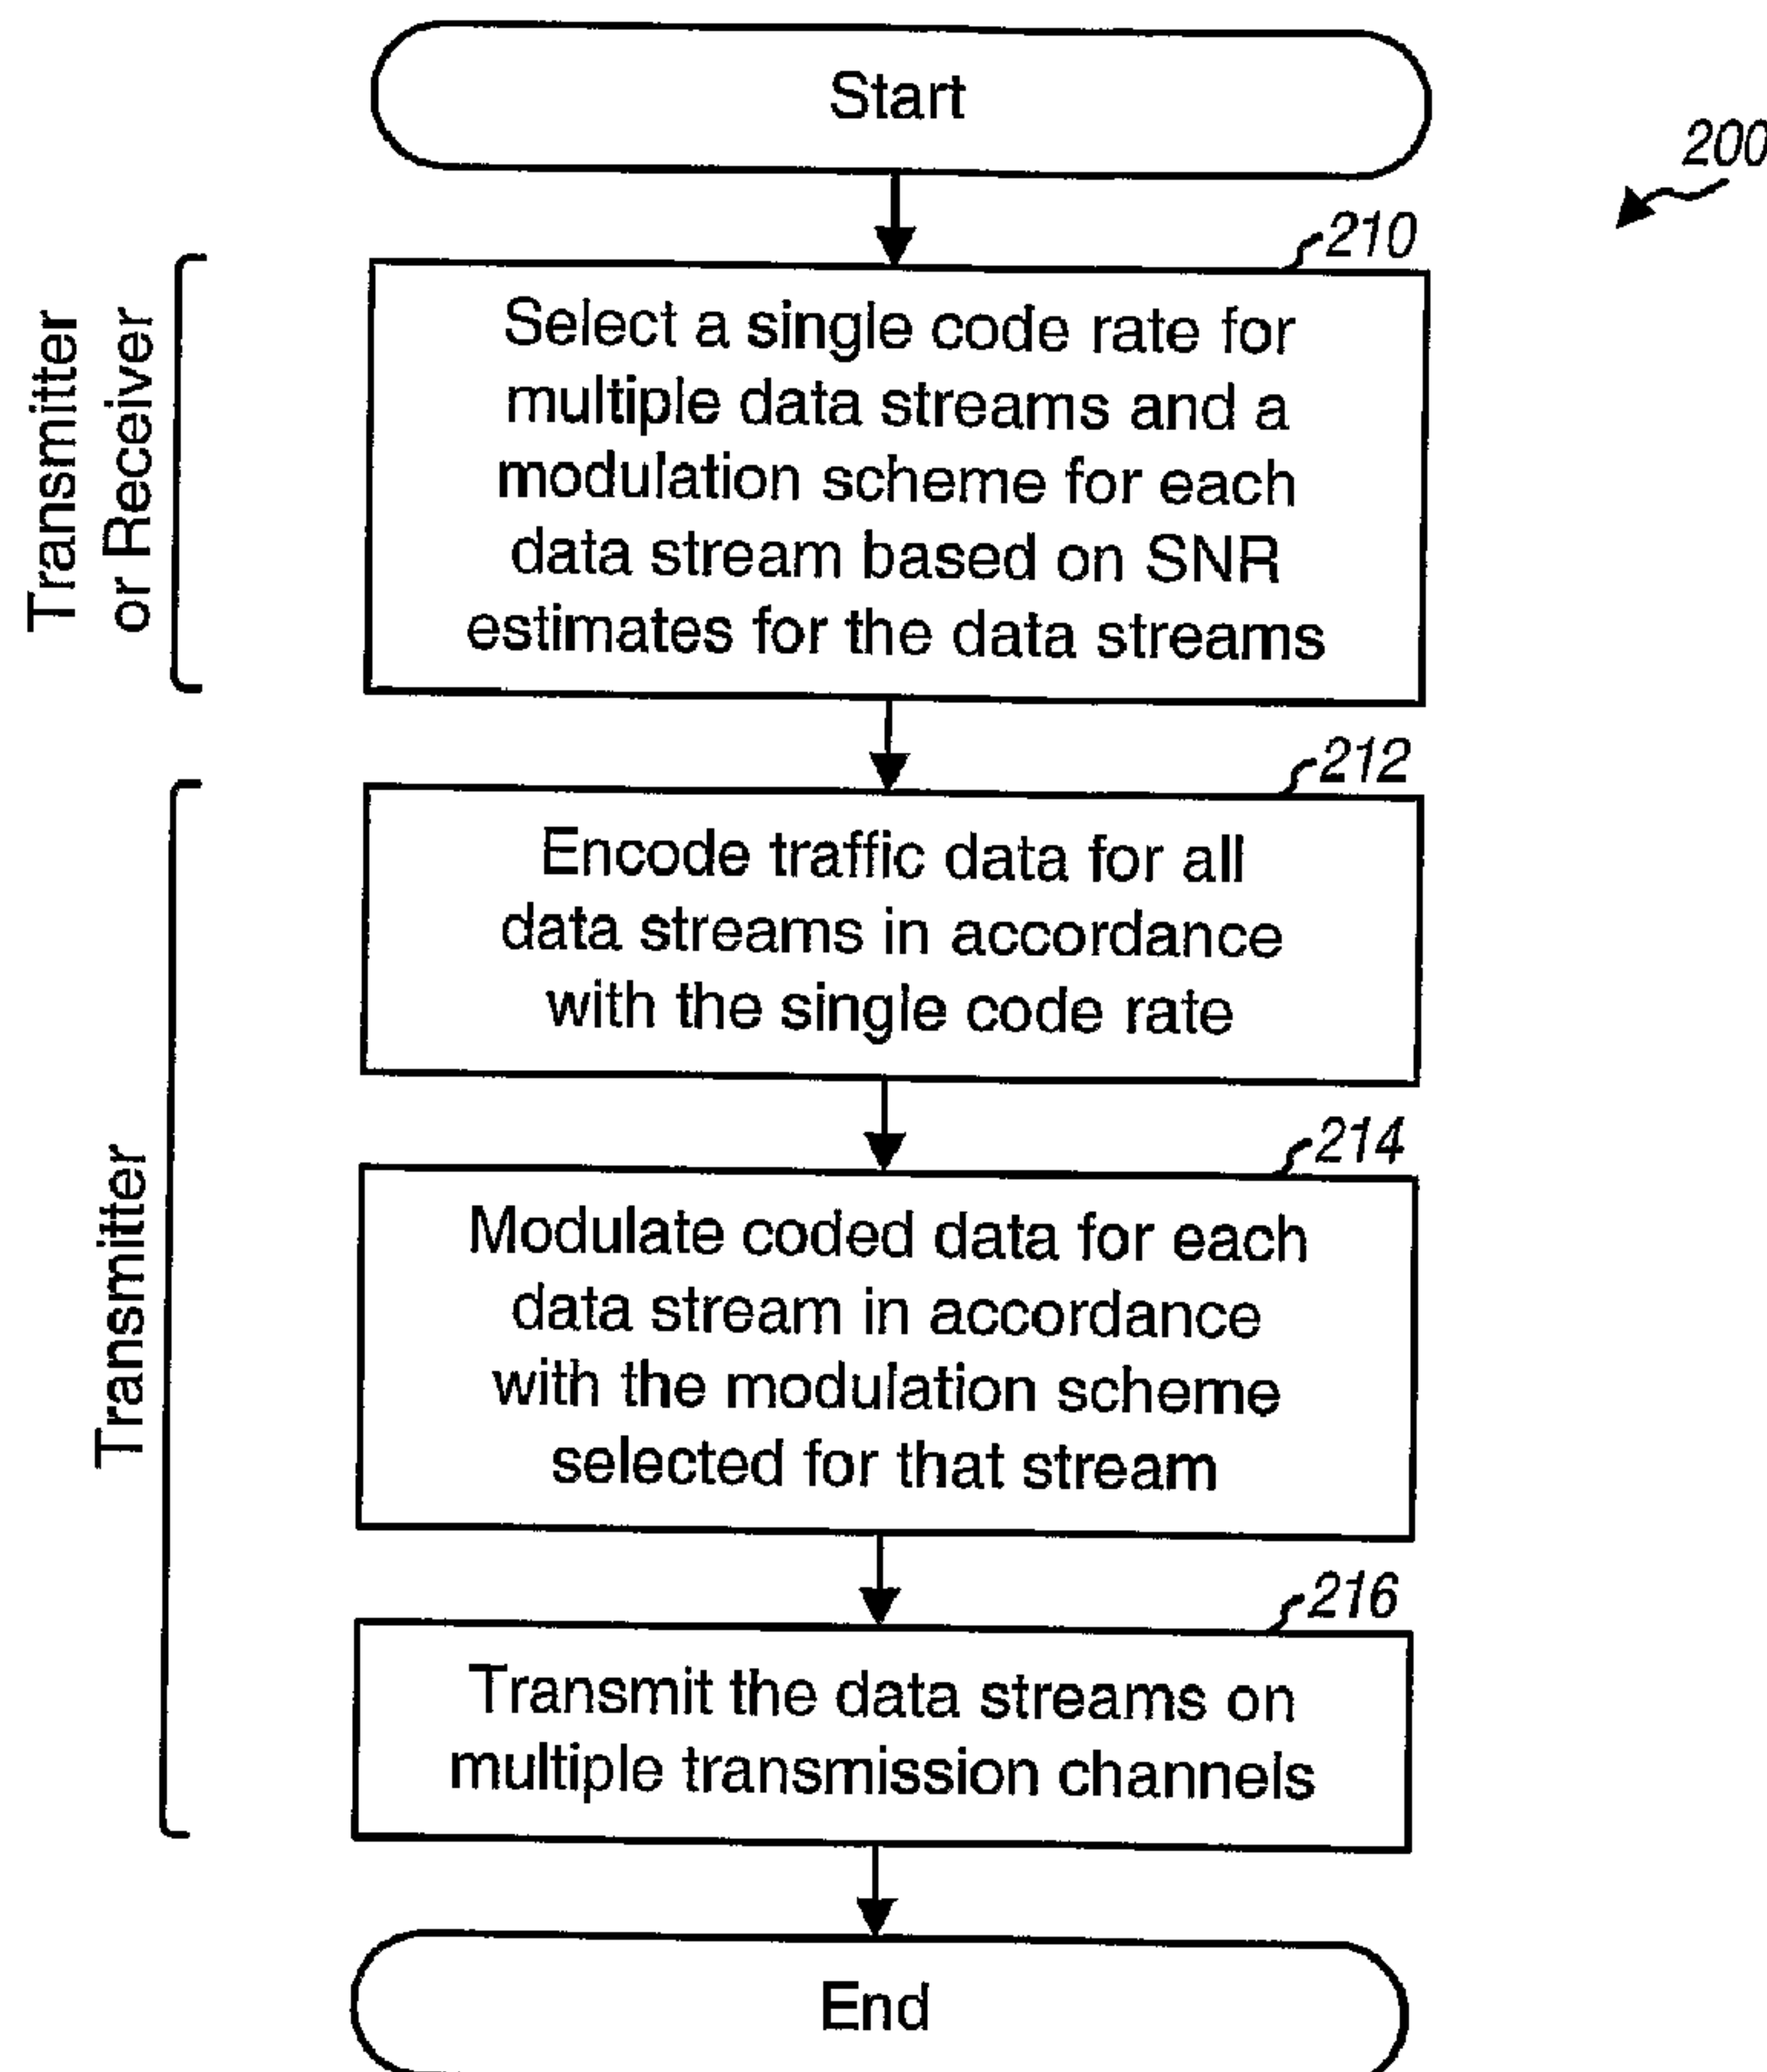 Start
200
210
Transmitter
or Receiver
Select a single code rate for
multiple data streams and a
modulation scheme for each
data stream based on SNR
estimates for the data streams
212
Transmitter
Encode traffic data for all
data streams in accordance
with the single code rate
214
Modulate coded data for each
data stream in accordance
with the modulation scheme
selected for that stream
216
Transmit the data streams on
multiple transmission channels
End